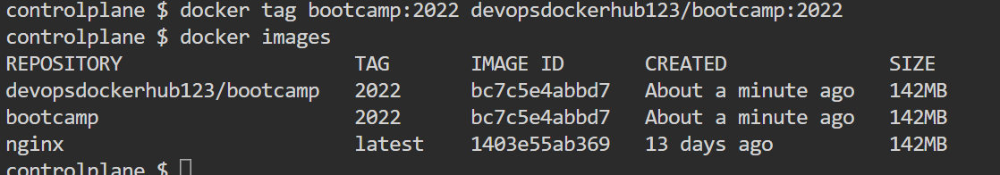 controlplane $ docker tag bootcamp:2022 devopsdockerhub123/bootcamp:2022
controlplane $ docker images
REPOSITORY TAG IMAGE ID CREATED SIZE
devopsdockerhub123/bootcamp 2022 bc7c5e4abbd7 About a minute ago 142MB
bootcamp 2022 bc7c5e4abbd7 About a minute ago 142MB
nginx latest 1403e55ab369 13 days ago 142MB
controlplane $